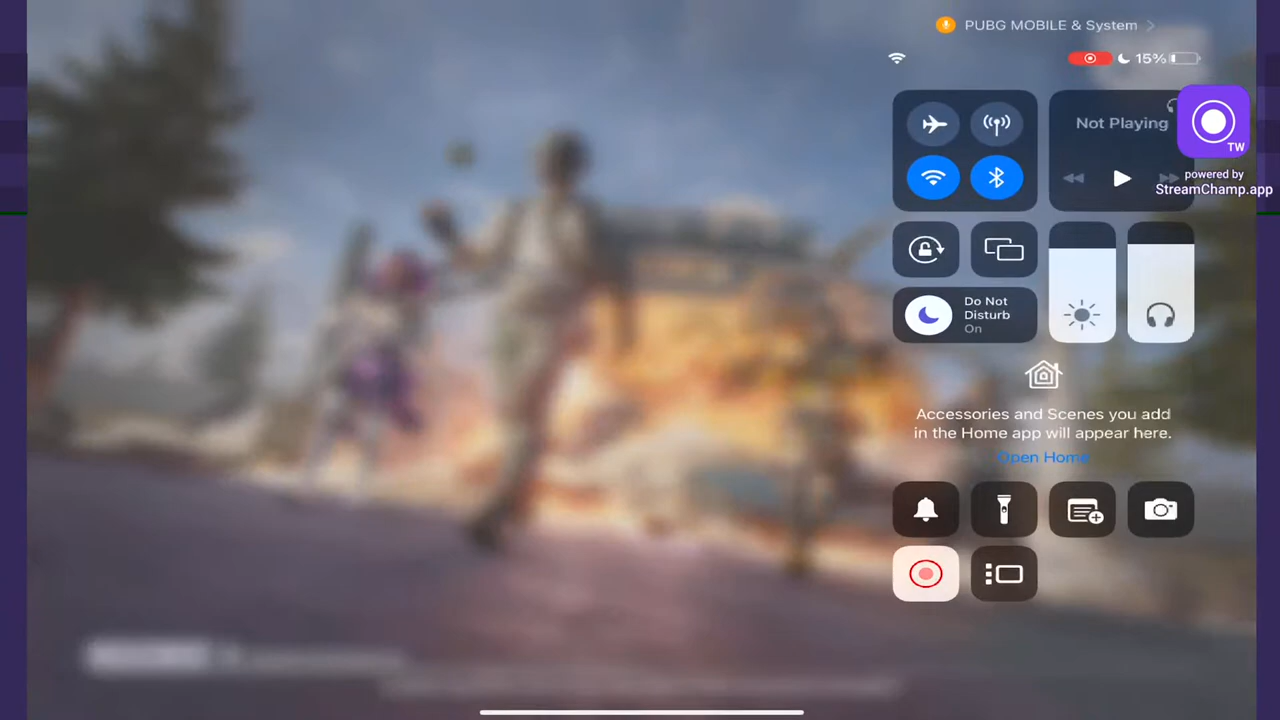 PUBG MOBILE & System
15%
Not Playing
TW
powered by
StreamChamp.app
Do Not
Disturb
On
Accessories and Scenes you add
in the Home app will appear here.
Open Home